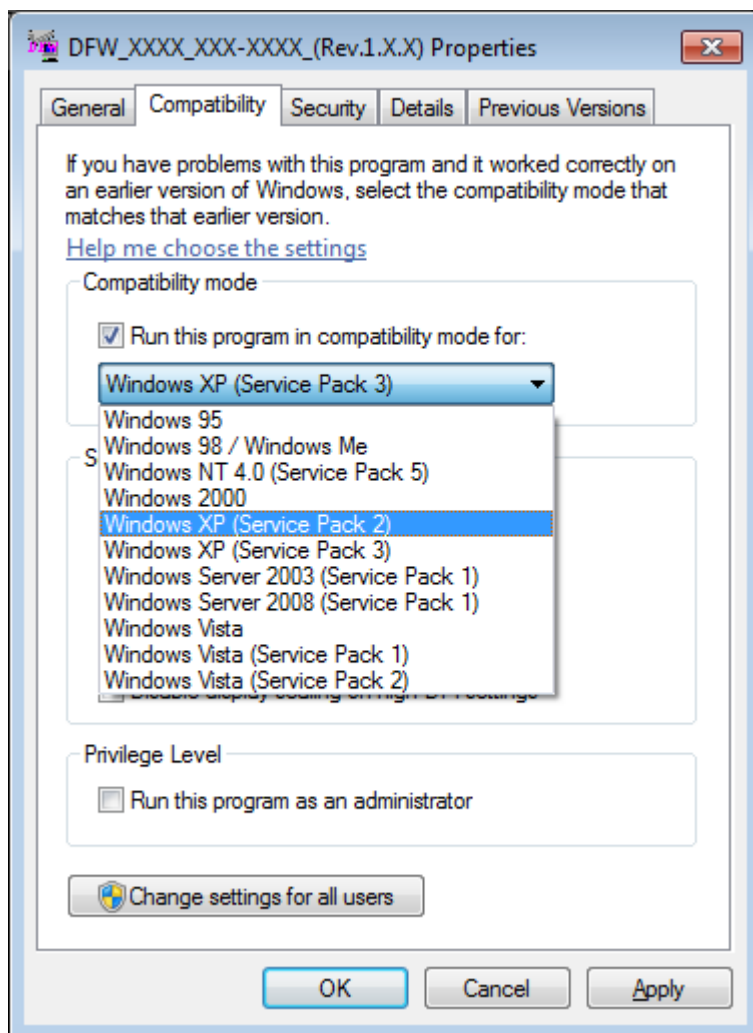 DFW_XXXX_XXX-XXXX_(Rev.1.X.X) Properties
General Compatibility Security Details Previous Versions
If you have problems with this program and it worked correctly on
an earlier version of Windows, select the compatibility mode that
matches that earlier version.
Help me choose the settings
Compatibility mode
Run this program in compatibility mode for:
Windows XP (Service Pack 3)
Windows 95
Windows 98 / Windows Me
Windows NT 4.0 (Service Pack 5)
Windows 2000
Windows XP (Service Pack 2)
Windows XP (Service Pack 3)
Windows Server 2003 (Service Pack 1)
Windows Server 2008 (Service Pack 1)
Windows Vista
Windows Vista (Service Pack 1)
Windows Vista (Service Pack 2)
Privilege Level
Run this program as an administrator
Change settings for all users
OK Cancel Apply